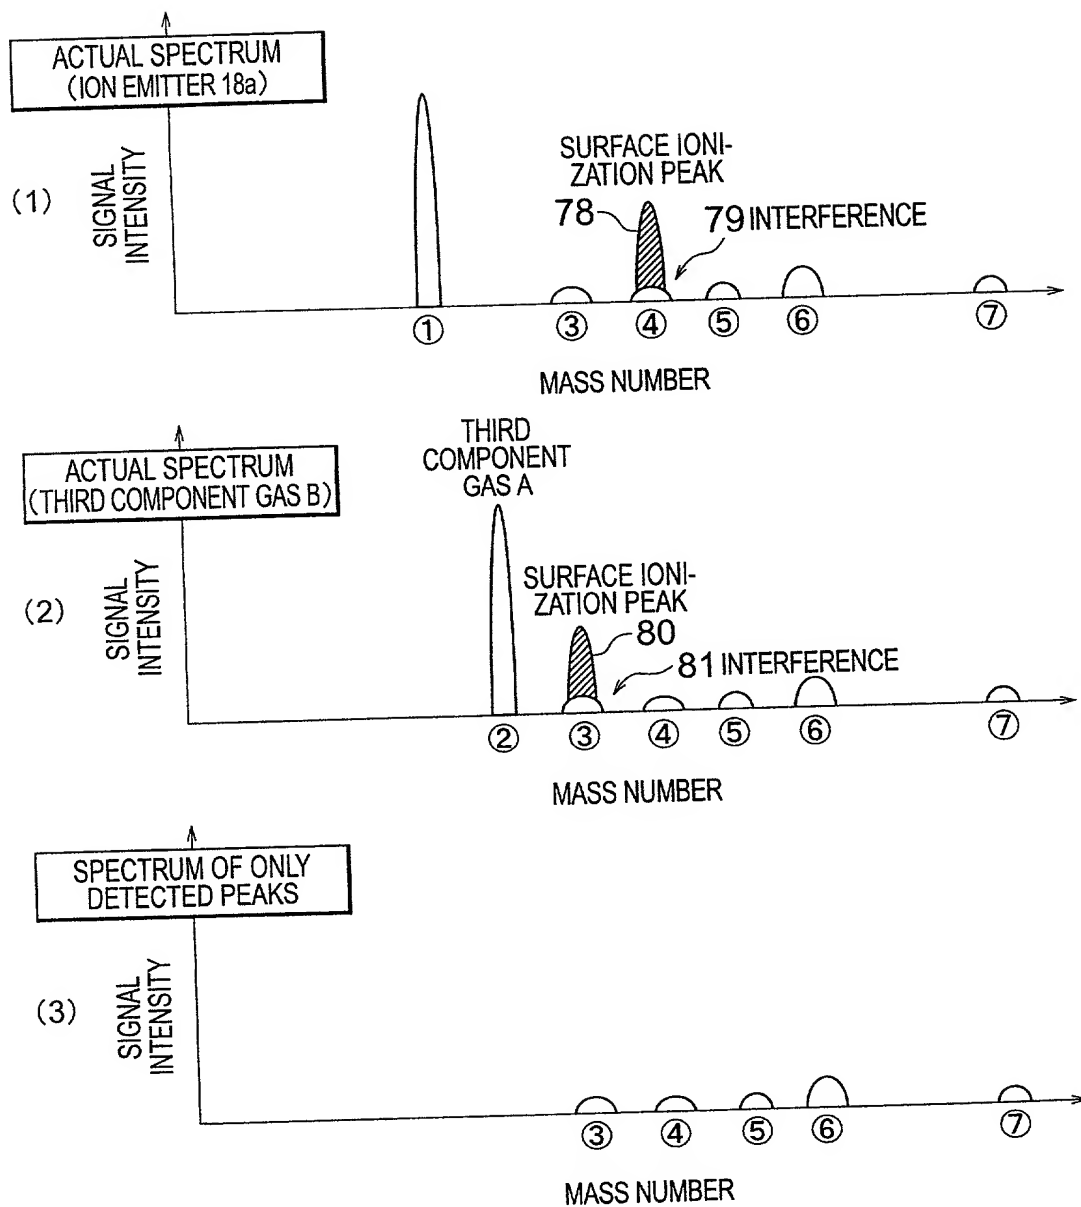 ACTUAL SPECTRUM
(ION EMITTER 18a)
(1)
SIGNAL
INTENSITY
SURFACE IONI-
ZATION PEAK
78
79 INTERFERENCE
① ③ ④ ⑤ ⑥ ⑦
MASS NUMBER
ACTUAL SPECTRUM
(THIRD COMPONENT GAS B)
THIRD
COMPONENT
GAS A
(2)
SIGNAL
INTENSITY
SURFACE IONI-
ZATION PEAK
80
81 INTERFERENCE
② ③ ④ ⑤ ⑥ ⑦
MASS NUMBER
SPECTRUM OF ONLY
DETECTED PEAKS
(3)
SIGNAL
INTENSITY
③ ④ ⑤ ⑥ ⑦
MASS NUMBER